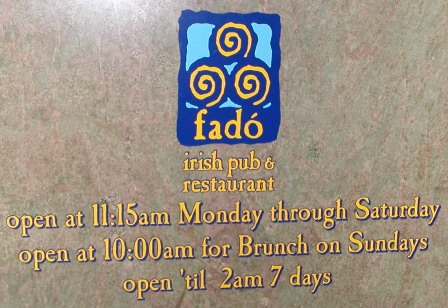 fadó
irish pub &
restaurant
open at 11:15am Monday through Saturday
open at 10:00am for Brunch on Sundays
open 'til 2am 7 days